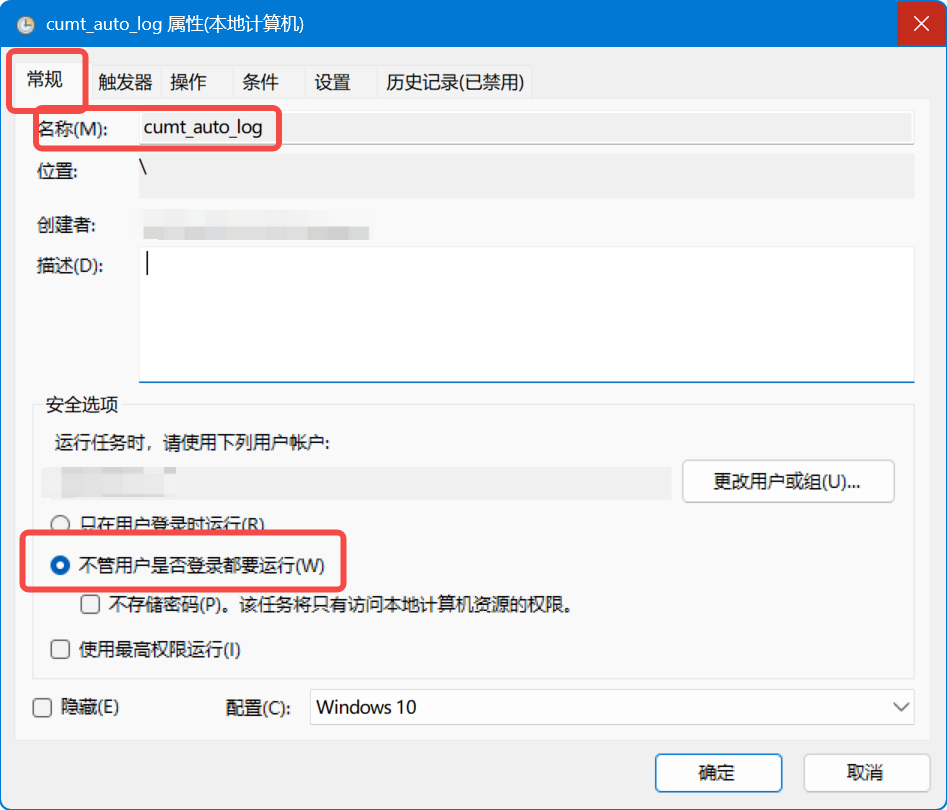 cumt_auto_log 属性(本地计算机)
常规 触发器 操作 条件 设置 历史记录(已禁用)
名称(M): cumt_auto_log
位置: \
创建者:
描述(D):
安全选项
运行任务时，请使用下列用户帐户:
更改用户或组(U)...
只在用户登录时运行(R)
不管用户是否登录都要运行(W)
不存储密码(P)。该任务将只有访问本地计算机资源的权限。
使用最高权限运行(I)
隐藏(E) 配置(C): Windows 10
确定 取消